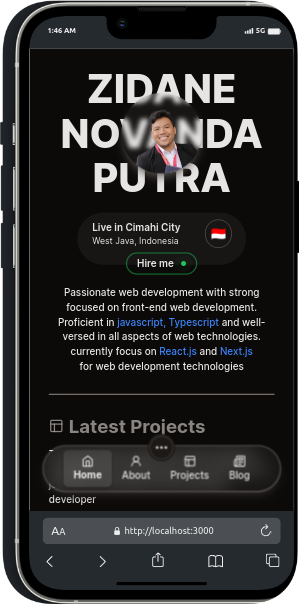 1:46 AM
5G
ZIDANE
NOVANDA
PUTRA
Live in Cimahi City
West Java, Indonesia
Hire me
Passionate web development with strong
focused on front-end web development.
Proficient in javascript, Typescript and well-
versed in all aspects of web technologies.
currently focus on React.js and Next.js
for web development technologies
Latest Projects
Home About Projects Blog
developer
AA http://localhost:3000